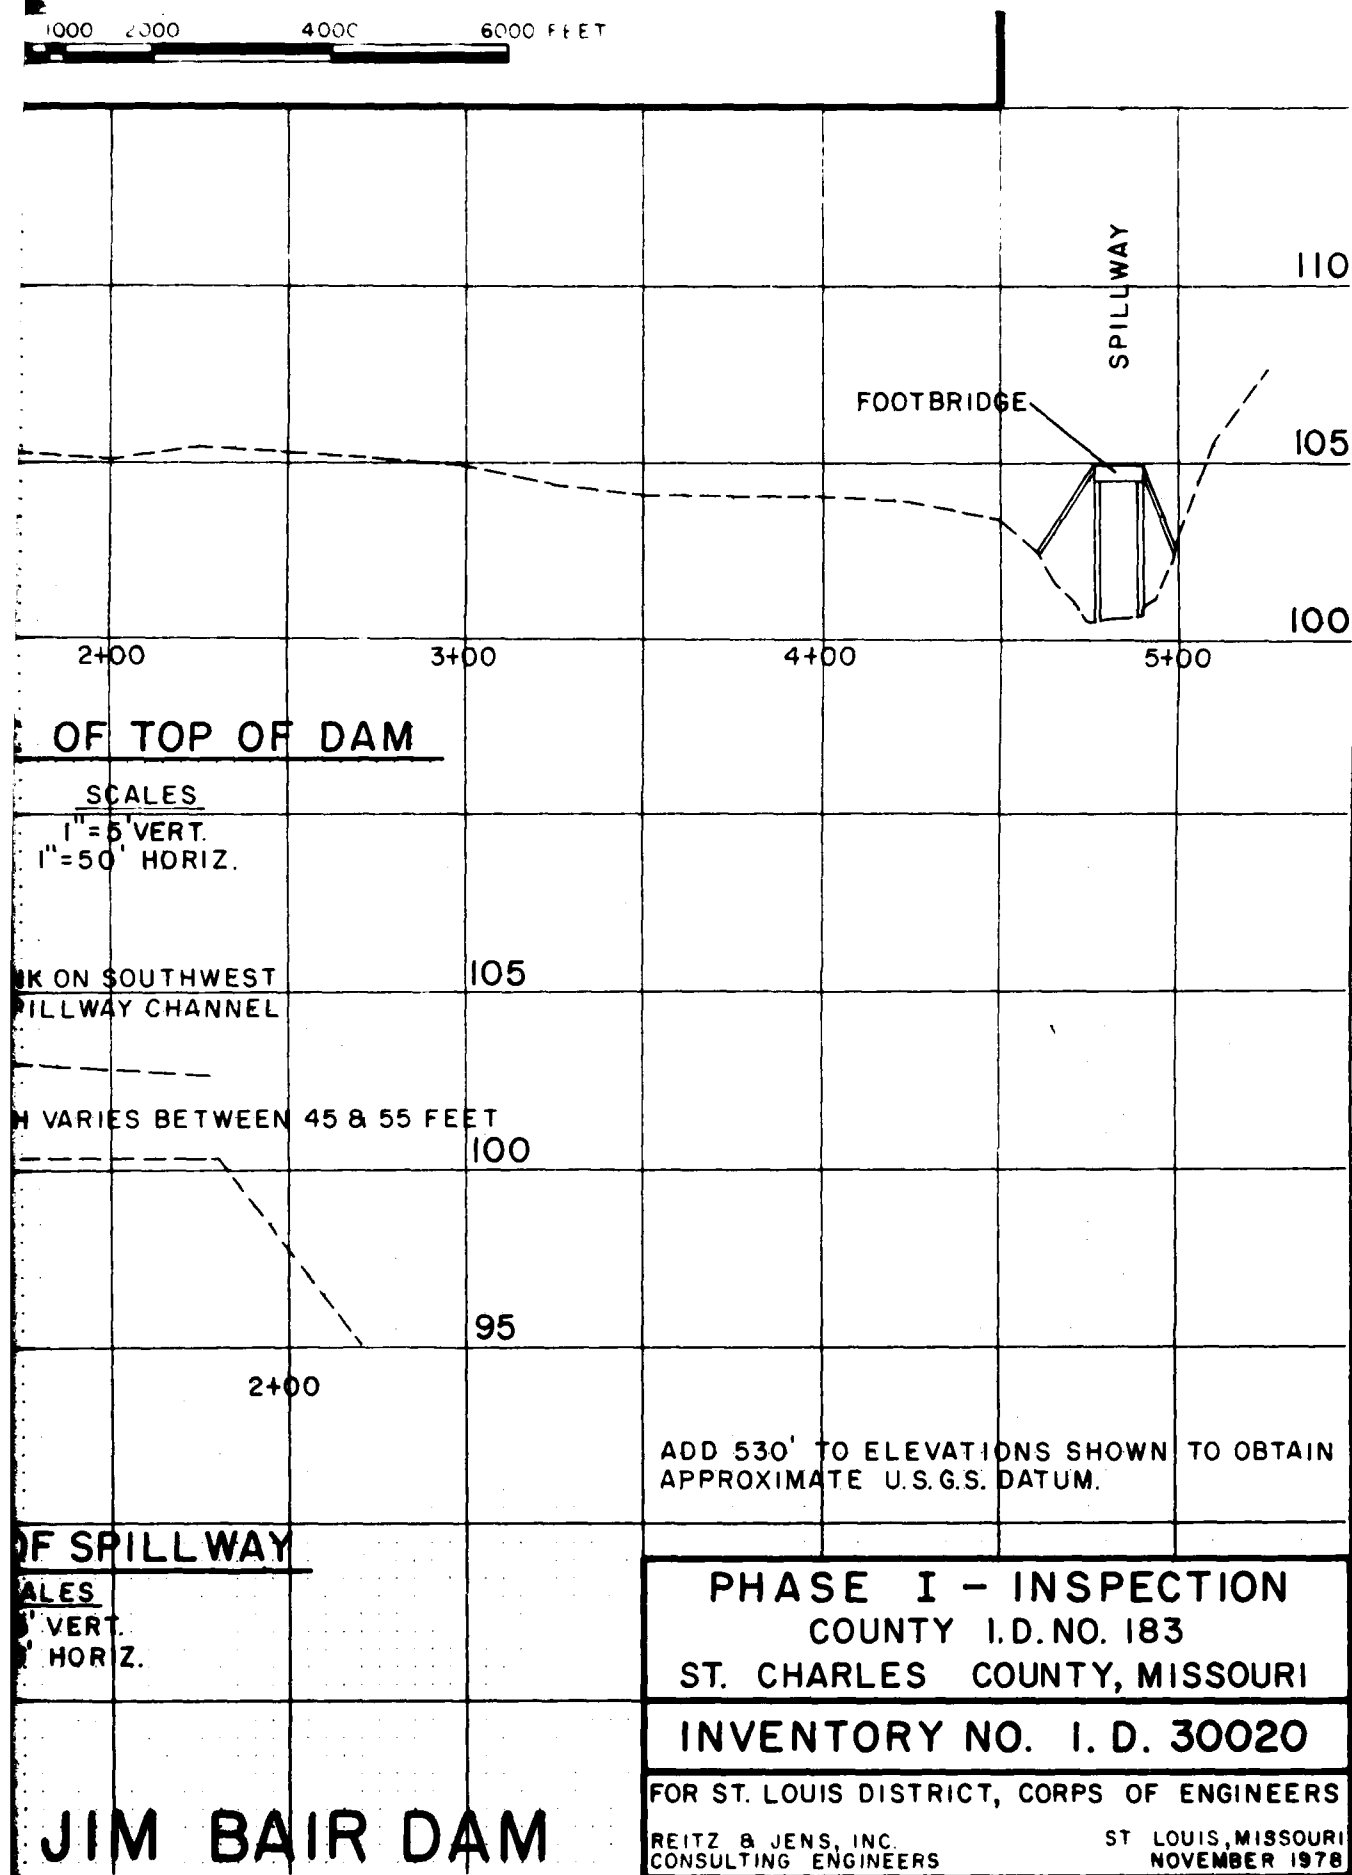 1000 2000 4000 6000 FEET
SPILLWAY
110
FOOTBRIDGE
105
100
2+00 3+00 4+00 5+00
OF TOP OF DAM
SCALES
1"=5' VERT.
1"=50' HORIZ.
ON SOUTHWEST
105
CHANNEL
VARIES BETWEEN 45 & 55 FEET
100
95
2+00
ADD 530' TO ELEVATIONS SHOWN TO OBTAIN
APPROXIMATE U.S.G.S. DATUM.
OF SPILLWAY
VERT.
HORIZ.
PHASE I - INSPECTION
COUNTY I.D. NO. 183
ST. CHARLES COUNTY, MISSOURI
INVENTORY NO. I. D. 30020
FOR ST. LOUIS DISTRICT, CORPS OF ENGINEERS
JIM BAIR DAM
REITZ & JENS, INC.
CONSULTING ENGINEERS
ST LOUIS, MISSOURI
NOVEMBER 1978